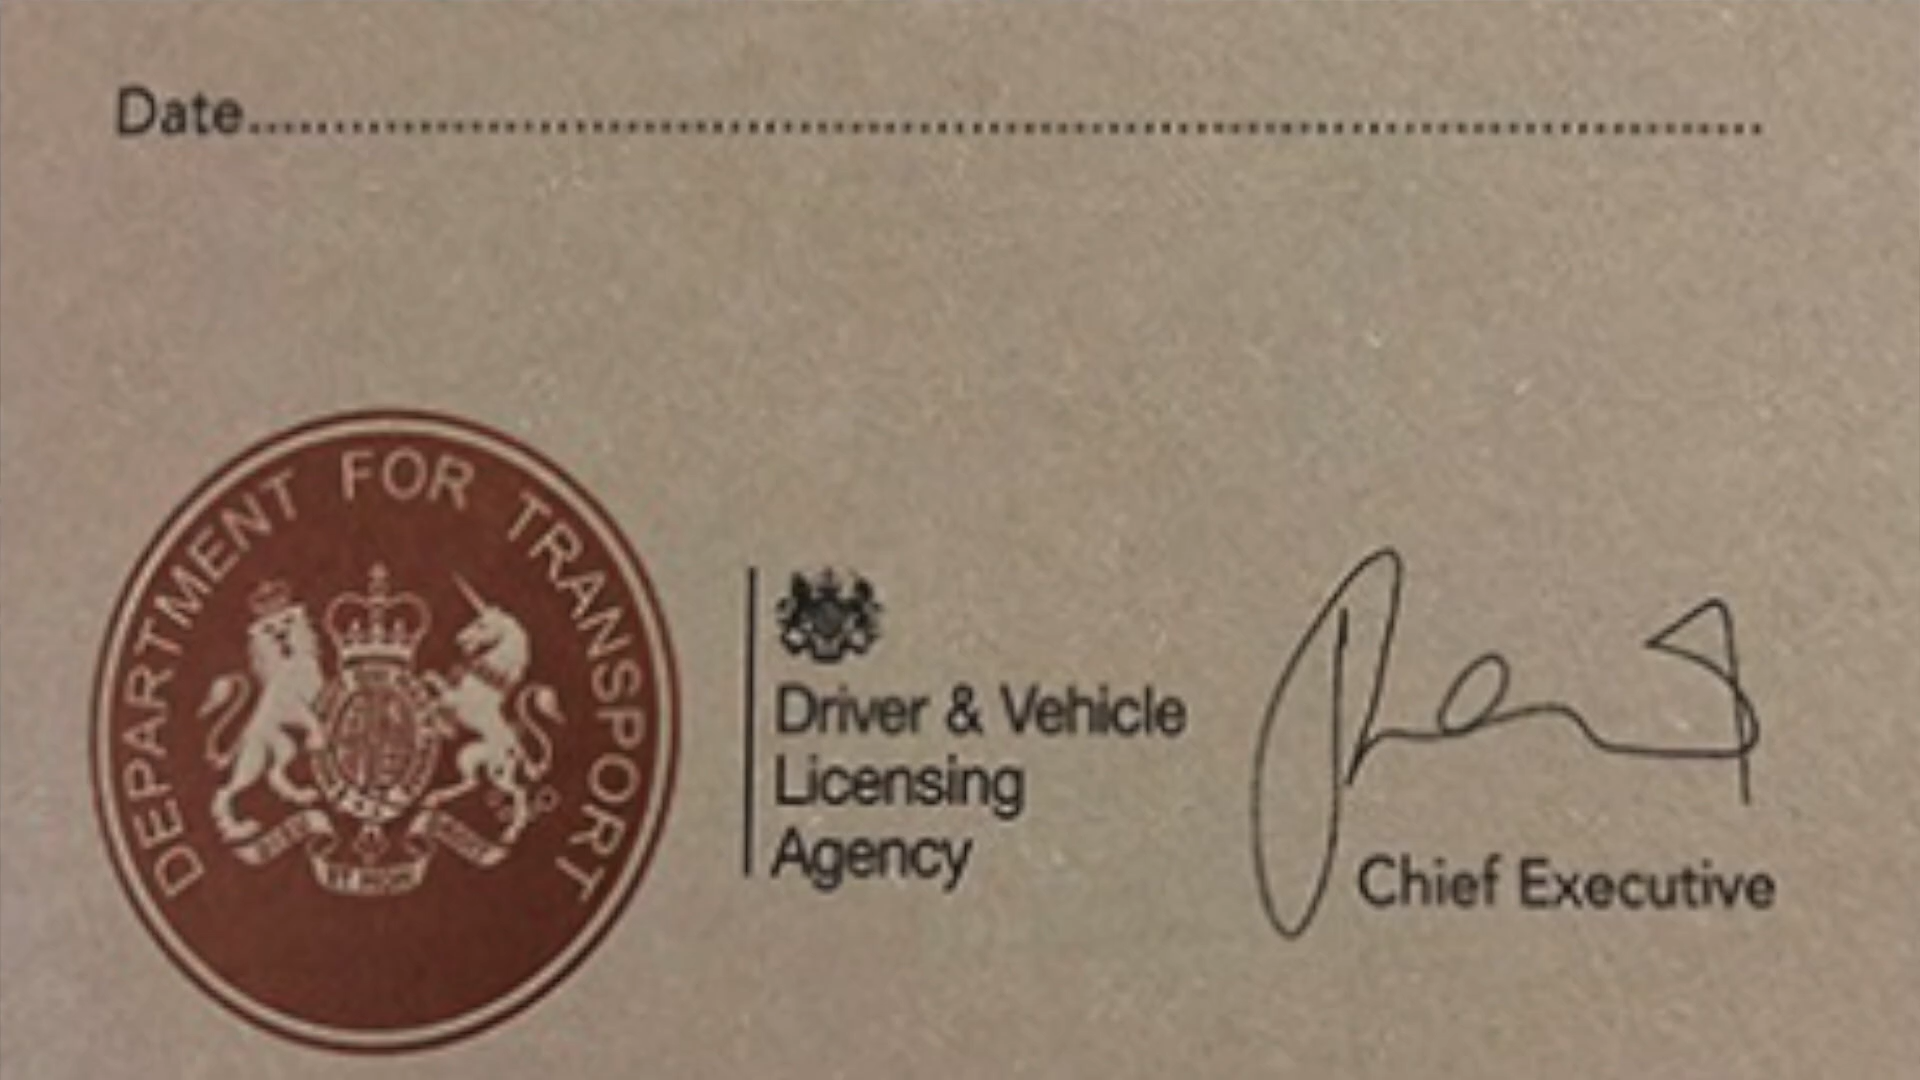 Date..............................................................
DEPARTMENT FOR TRANSPORT
Driver & Vehicle
Licensing
Agency
Chief Executive